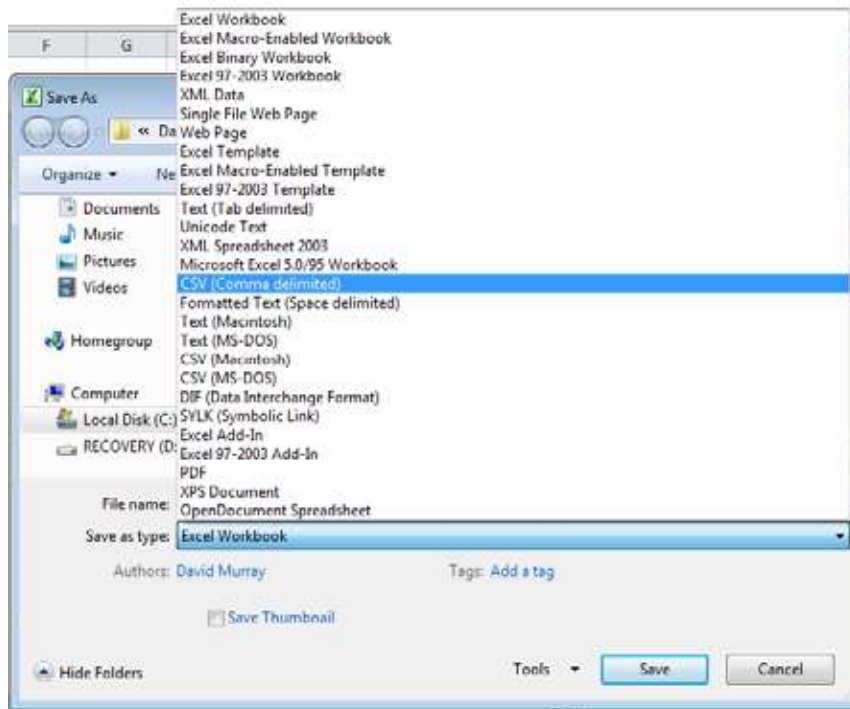 F G
Save As
« Da
Organize Ne
Documents
Music
Pictures
Videos
Homegroup
Computer
Local Disk (C:)
RECOVERY (D:
Excel Workbook
Excel Macro-Enabled Workbook
Excel Binary Workbook
Excel 97-2003 Workbook
XML Data
Single File Web Page
Web Page
Excel Template
Excel Macro-Enabled Template
Excel 97-2003 Template
Text (Tab delimited)
Unicode Text
XML Spreadsheet 2003
Microsoft Excel 5.0/95 Workbook
CSV (Comma delimited)
Formatted Text (Space delimited)
Text (Macintosh)
Text (MS-DOS)
CSV (Macintosh)
CSV (MS-DOS)
DIF (Data Interchange Format)
SYLK (Symbolic Link)
Excel Add-In
Excel 97-2003 Add-In
PDF
XPS Document
OpenDocument Spreadsheet
File name:
Save as type: Excel Workbook
Authors: David Murray Tags: Add a tag
Save Thumbnail
Hide Folders Tools Save Cancel